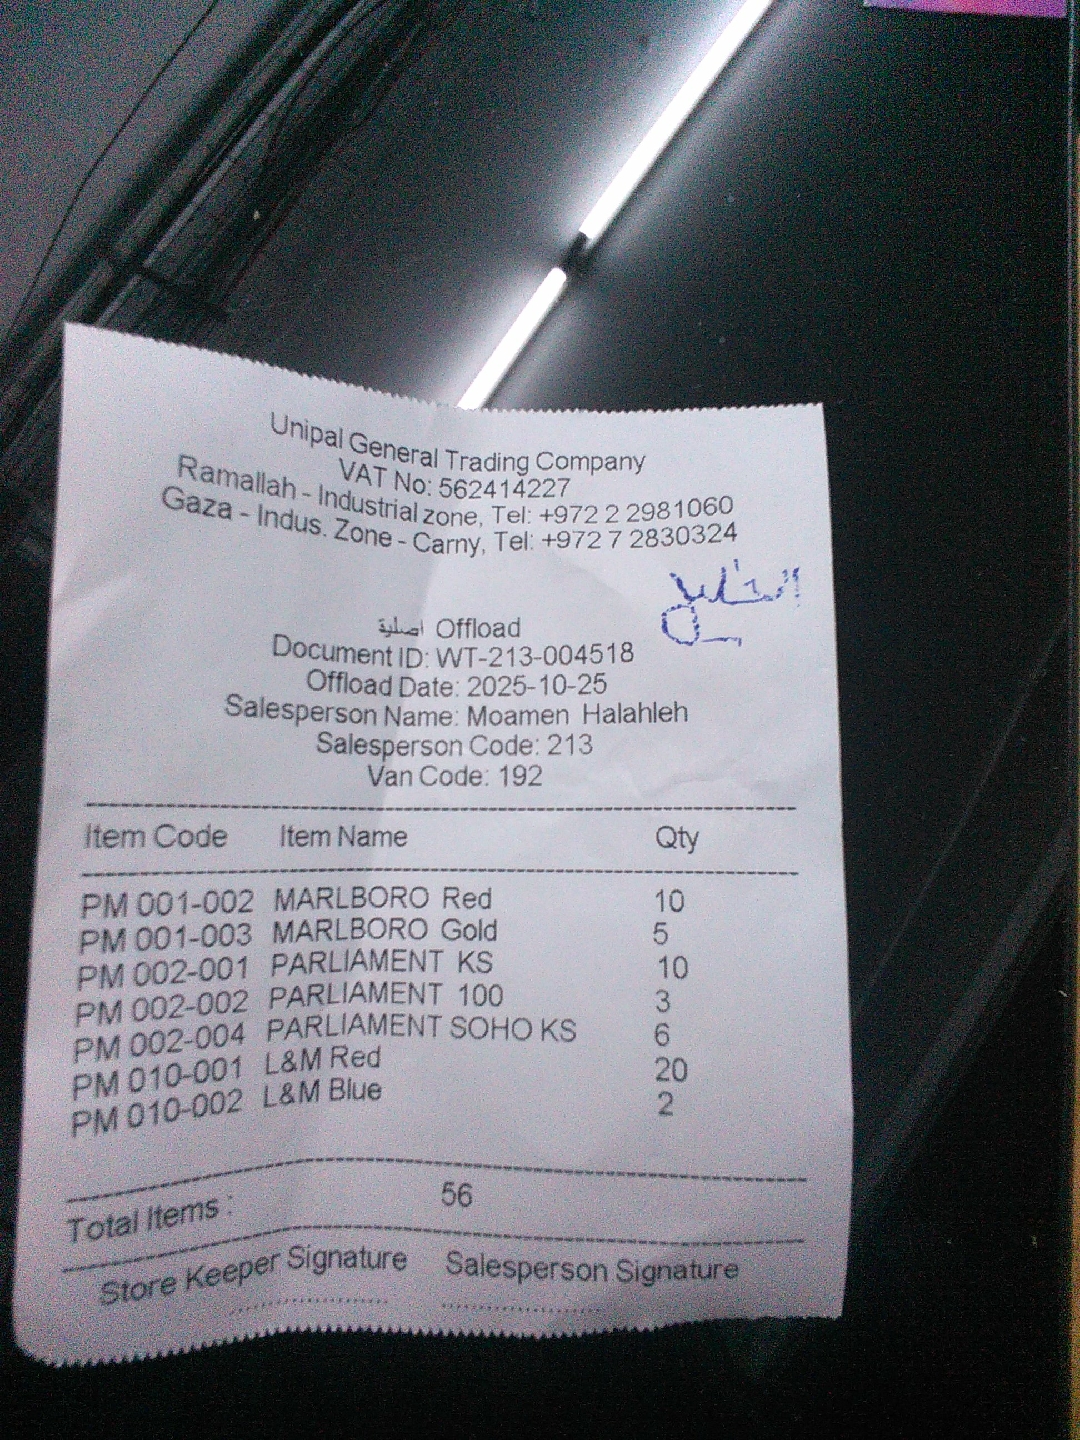 Unipal General Trading Company
VAT No: 562414227
Ramallah - Industrial zone, Tel: +972 2 2981060
Gaza - Indus. Zone - Carny, Tel: +972 7 2830324
اصلية Offload
Document ID: WT-213-004518
Offload Date: 2025-10-25
Salesperson Name: Moamen Halahleh
Salesperson Code: 213
Van Code: 192
Item Code Item Name Qty
PM 001-002 MARLBORO Red 10
PM 001-003 MARLBORO Gold 5
PM 002-001 PARLIAMENT KS 10
PM 002-002 PARLIAMENT 100 3
PM 002-004 PARLIAMENT SOHO KS 6
PM 010-001 L&M Red 20
PM 010-002 L&M Blue 2
Total Items : 56
Store Keeper Signature Salesperson Signature